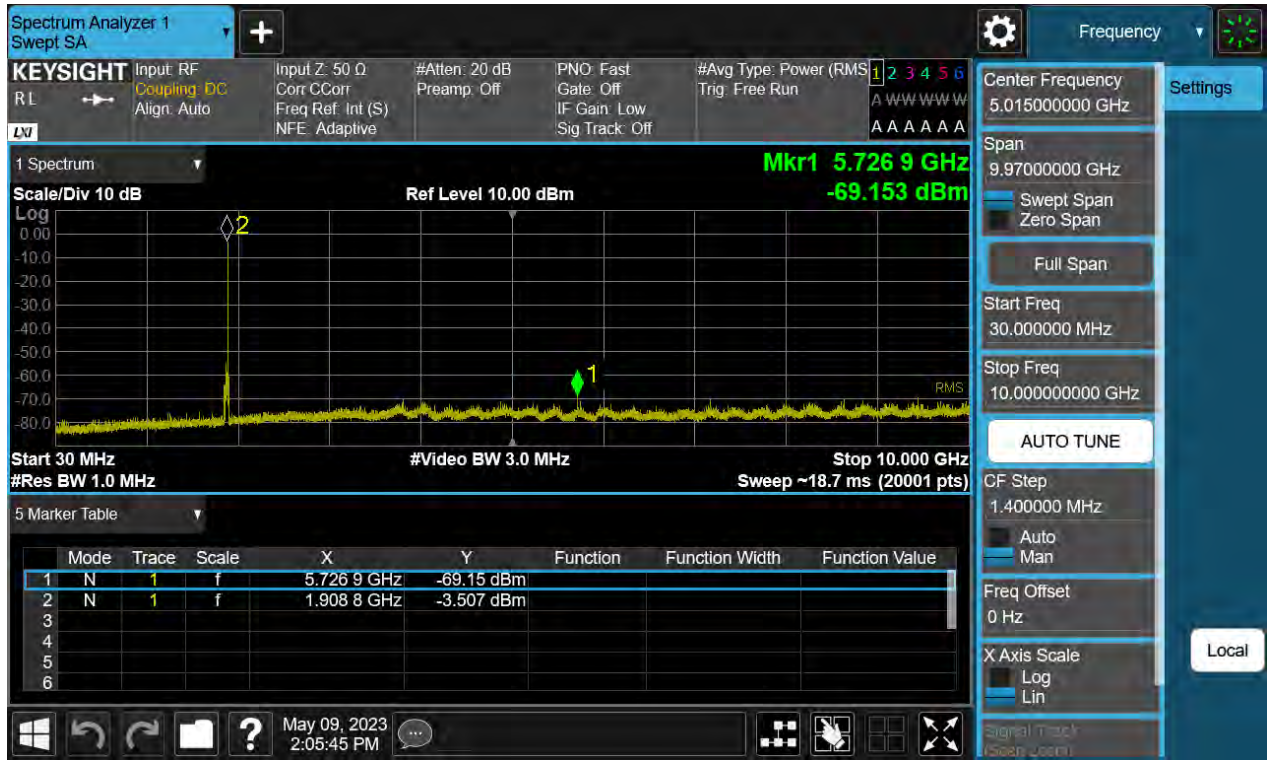 Spectrum Analyzer 1
Swept SA
+
Frequency
KEYSIGHT
RL
LXI
Input: RF
Coupling: DC
Align: Auto
Input Z: 50 Ω
Corr CCorr
Freq Ref: Int (S)
NFE: Adaptive
#Atten: 20 dB
Preamp: Off
PNO: Fast
Gate: Off
IF Gain: Low
Sig Track: Off
#Avg Type: Power (RMS
Trig: Free Run
1 2 3 4 5 6
A W W W W W
A A A A A A
1 Spectrum
Mkr1 5.726 9 GHz
Scale/Div 10 dB
Ref Level 10.00 dBm
-69.153 dBm
Log
0.00
-10.0
-20.0
-30.0
-40.0
-50.0
-60.0
-70.0
-80.0
2
1
RMS
Start 30 MHz
#Video BW 3.0 MHz
Stop 10.000 GHz
#Res BW 1.0 MHz
Sweep ~18.7 ms (20001 pts)
5 Marker Table
Mode Trace Scale X Y Function Function Width Function Value
1 N 1 f 5.726 9 GHz -69.15 dBm
2 N 1 f 1.908 8 GHz -3.507 dBm
3
4
5
6
May 09, 2023
2:05:45 PM
?
Center Frequency
5.015000000 GHz
Settings
Span
9.97000000 GHz
Swept Span
Zero Span
Full Span
Start Freq
30.000000 MHz
Stop Freq
10.000000000 GHz
AUTO TUNE
CF Step
1.400000 MHz
Auto
Man
Freq Offset
0 Hz
X Axis Scale
Log
Lin
Local
Signal Track
(Span Zoom)